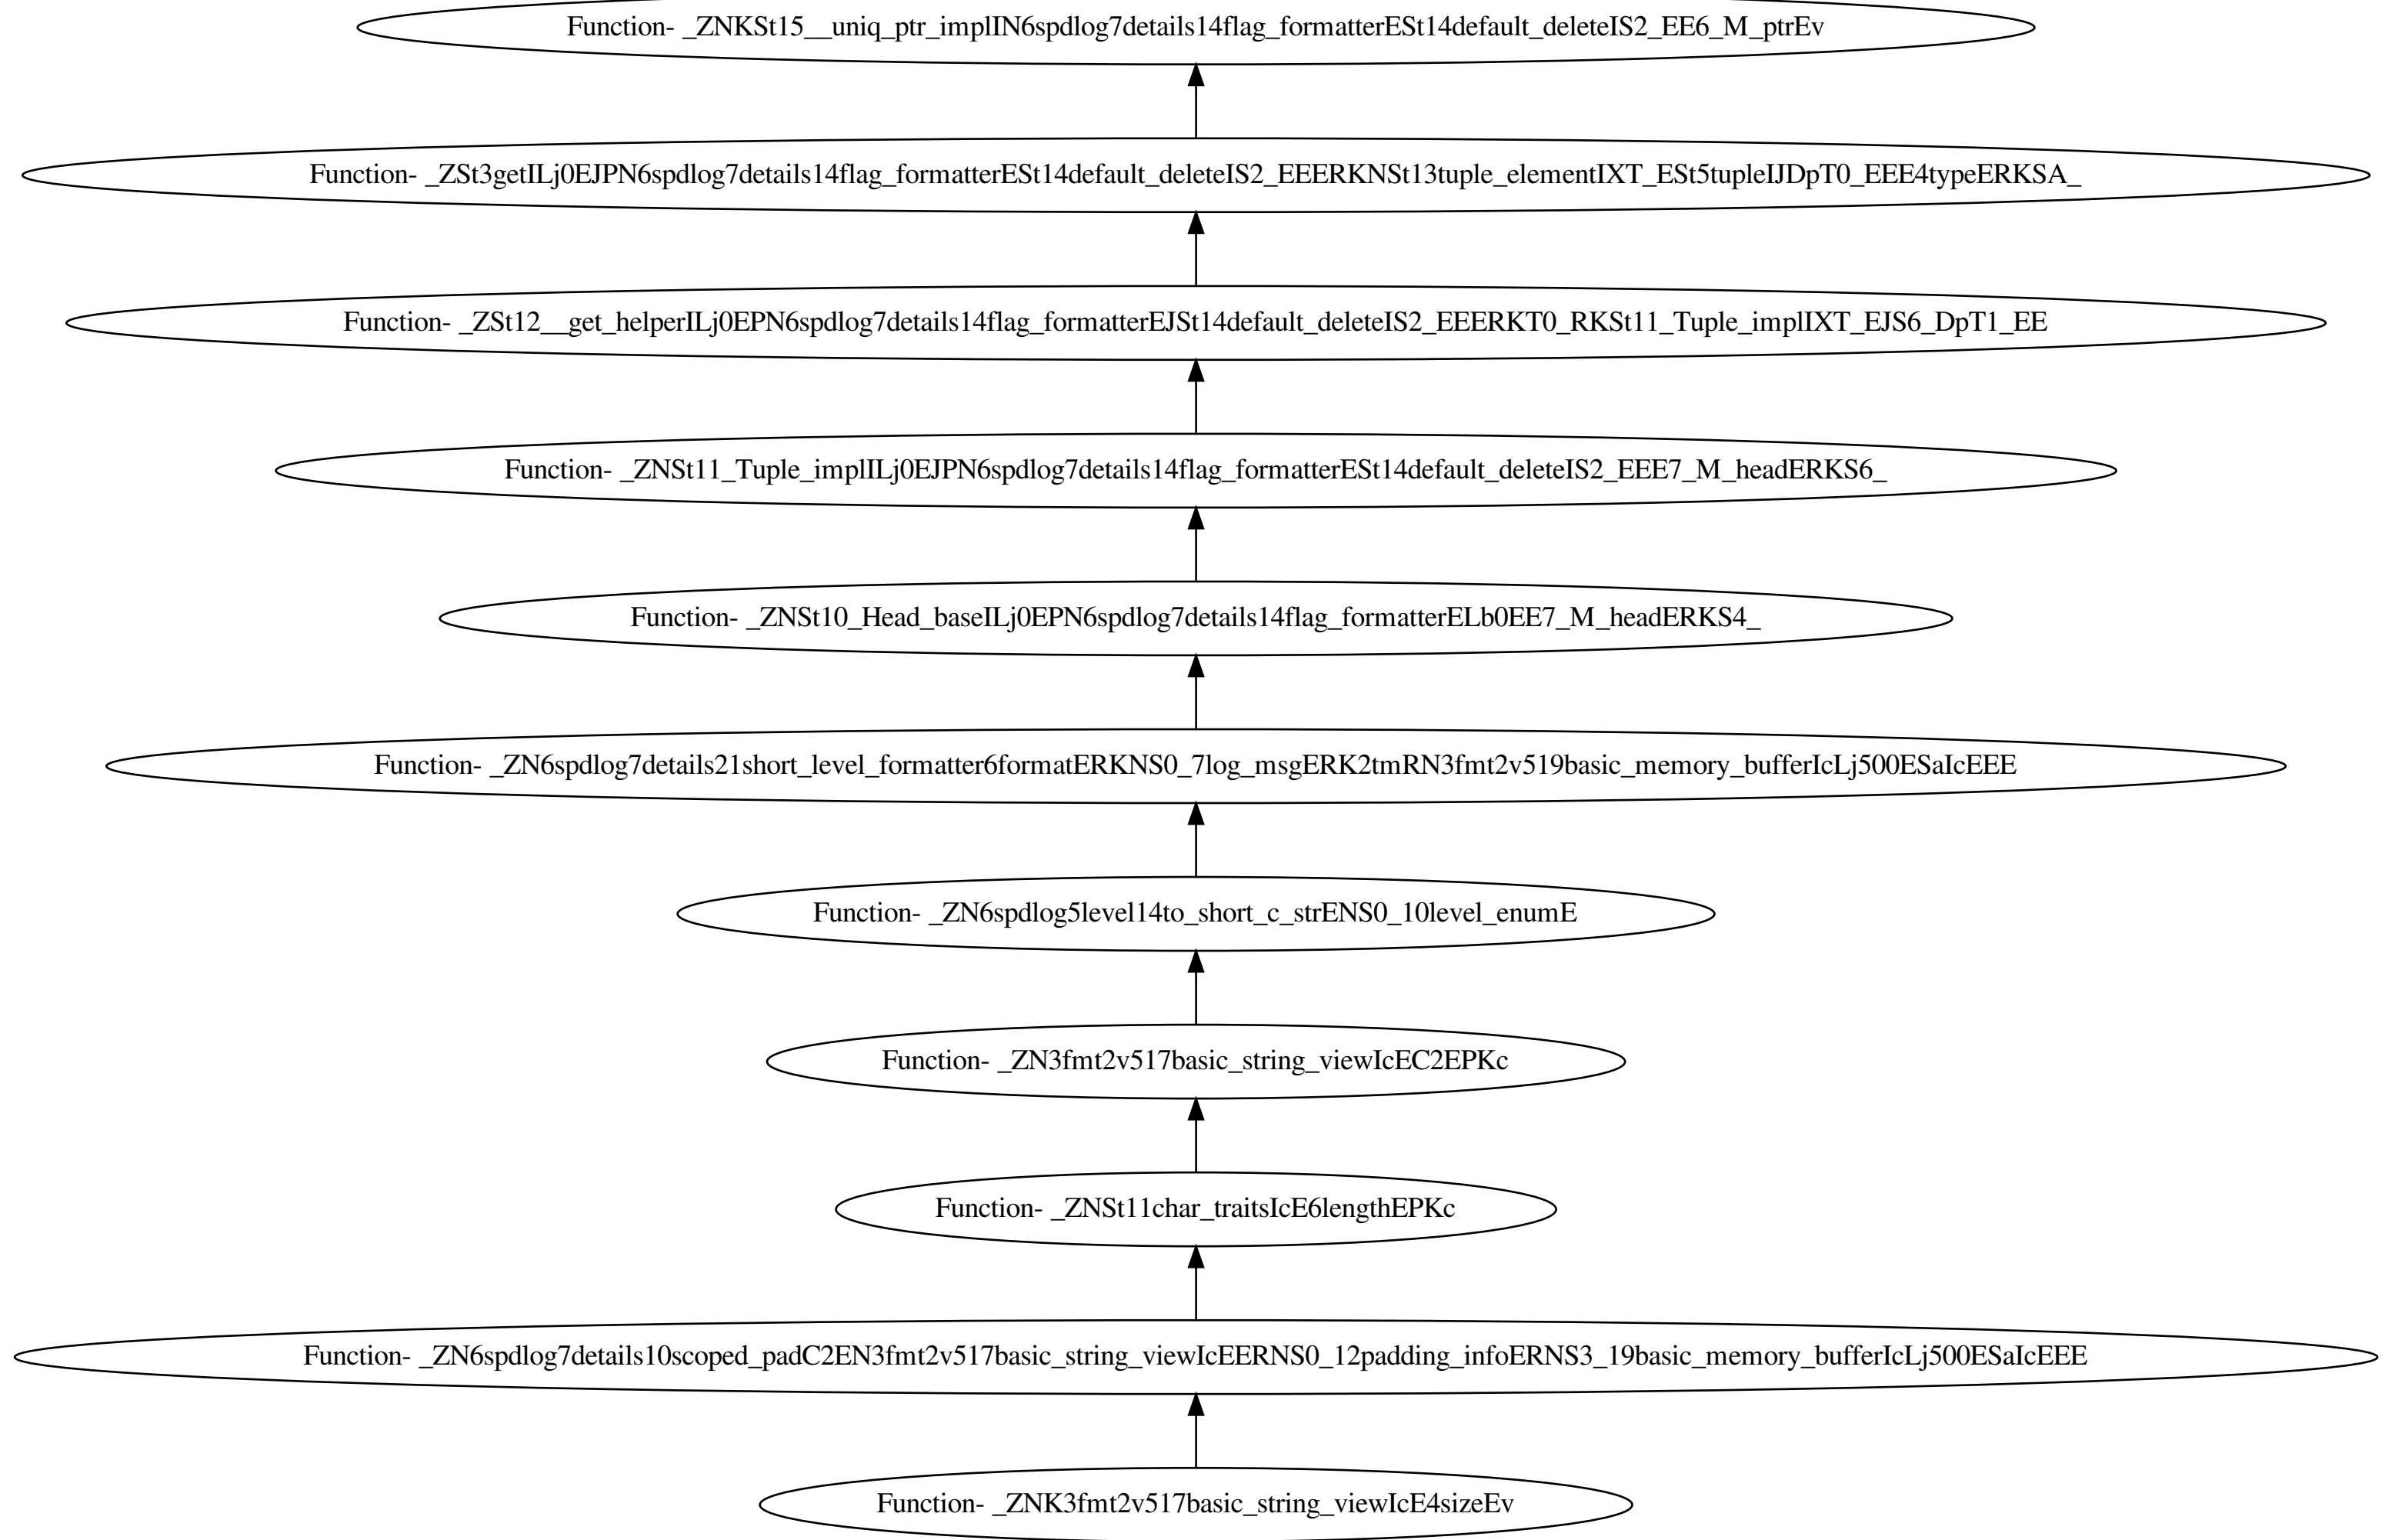 Function- _ZNKSt15__uniq_ptr_implIN6spdlog7details14flag_formatterESt14default_deleteIS2_EE6_M_ptrEv
Function- _ZSt3getILj0EJPN6spdlog7details14flag_formatterESt14default_deleteIS2_EEERKNSt13tuple_elementIXT_ESt5tupleIJDpT0_EEE4typeERKSA_
Function- _ZSt12__get_helperILj0EPN6spdlog7details14flag_formatterEJSt14default_deleteIS2_EEERKT0_RKSt11_Tuple_implIXT_EJS6_DpT1_EE
Function- _ZNSt11_Tuple_implILj0EJPN6spdlog7details14flag_formatterESt14default_deleteIS2_EEE7_M_headERKS6_
Function- _ZNSt10_Head_baseILj0EPN6spdlog7details14flag_formatterELb0EE7_M_headERKS4_
Function- _ZN6spdlog7details21short_level_formatter6formatERKNS0_7log_msgERK2tmRN3fmt2v519basic_memory_bufferIcLj500ESaIcEEE
Function- _ZN6spdlog5level14to_short_c_strENS0_10level_enumE
Function- _ZN3fmt2v517basic_string_viewIcEC2EPKc
Function- _ZNSt11char_traitsIcE6lengthEPKc
Function- _ZN6spdlog7details10scoped_padC2EN3fmt2v517basic_string_viewIcEERNS0_12padding_infoERNS3_19basic_memory_bufferIcLj500ESaIcEEE
Function- _ZNK3fmt2v517basic_string_viewIcE4sizeEv